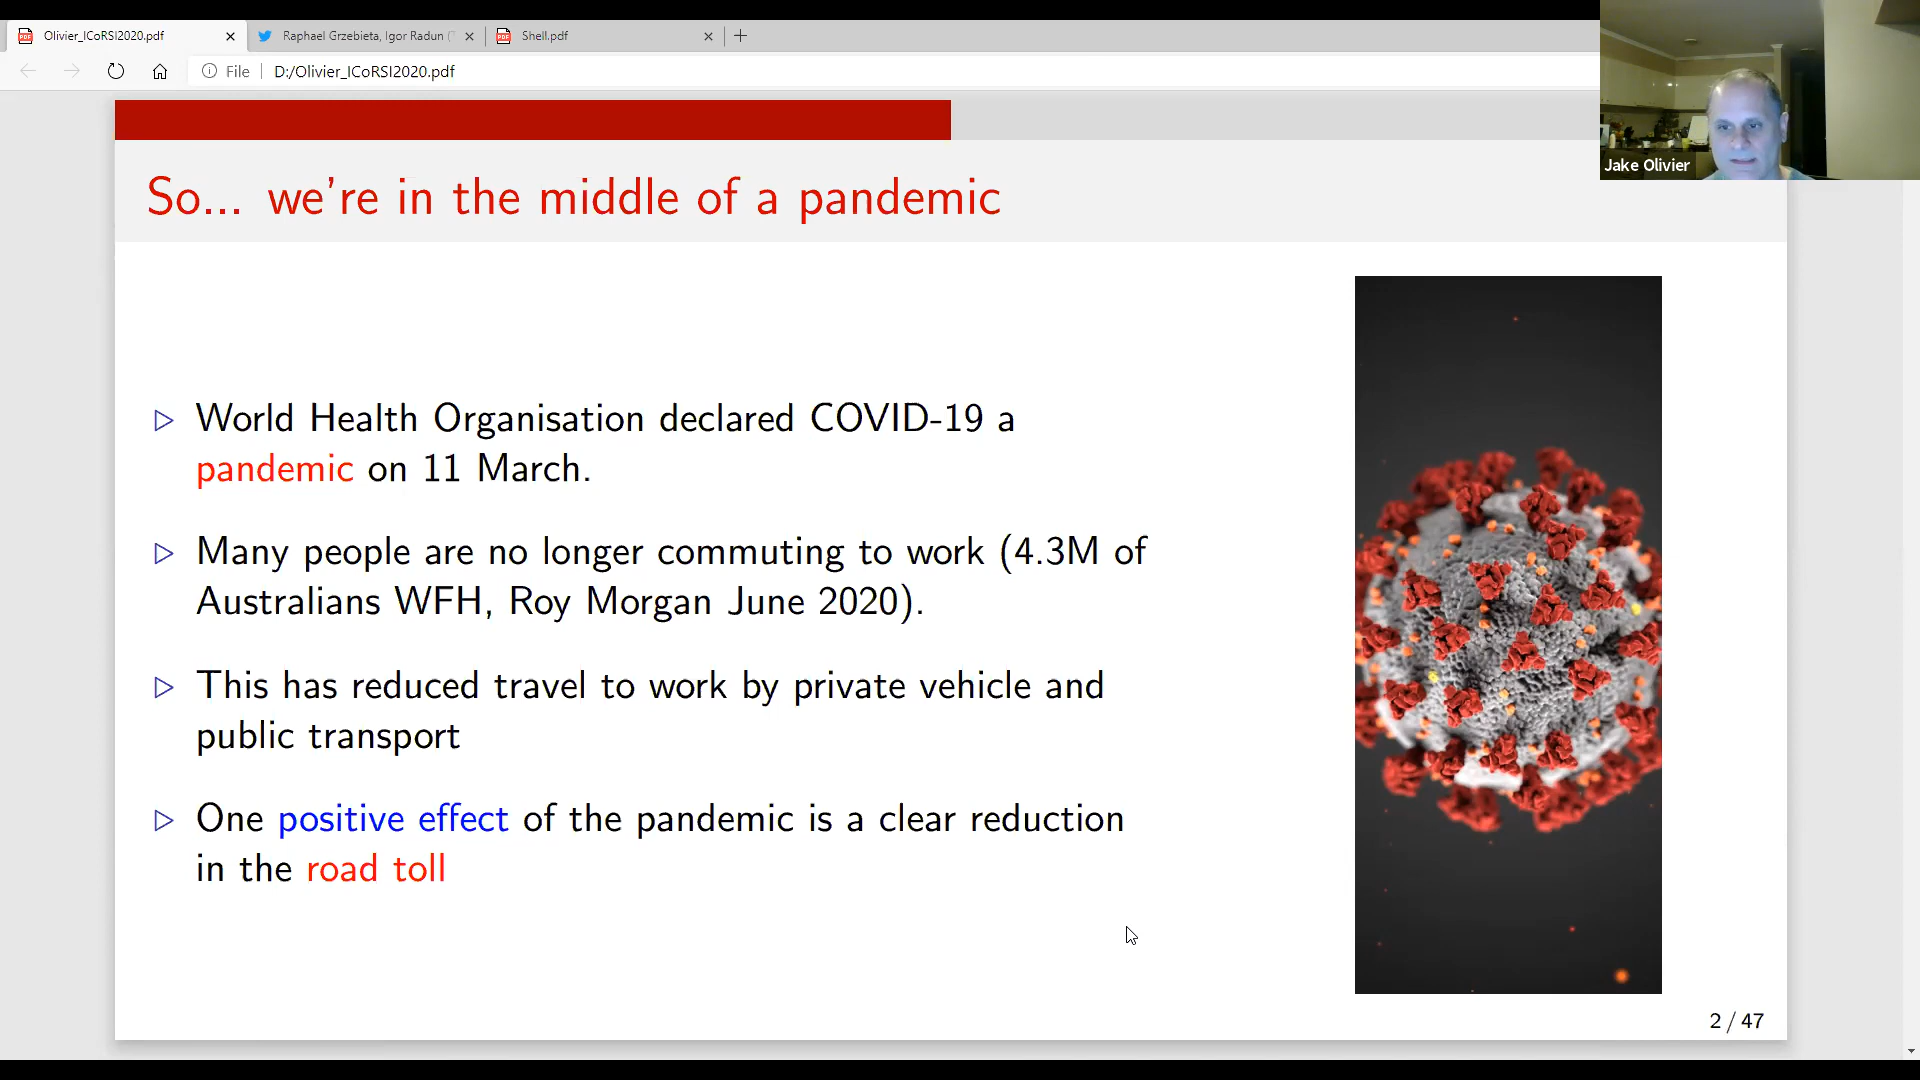 Olivier_ICoRSI2020.pdf
Raphael Grzebieta, Igor Radun (
Shell.pdf
File
D:/Olivier_ICoRSI2020.pdf
Jake Olivier
So... we're in the middle of a pandemic
▷ World Health Organisation declared COVID-19 a
pandemic on 11 March.
▷ Many people are no longer commuting to work (4.3M of
Australians WFH, Roy Morgan June 2020).
▷ This has reduced travel to work by private vehicle and
public transport
▷ One positive effect of the pandemic is a clear reduction
in the road toll
2 / 47